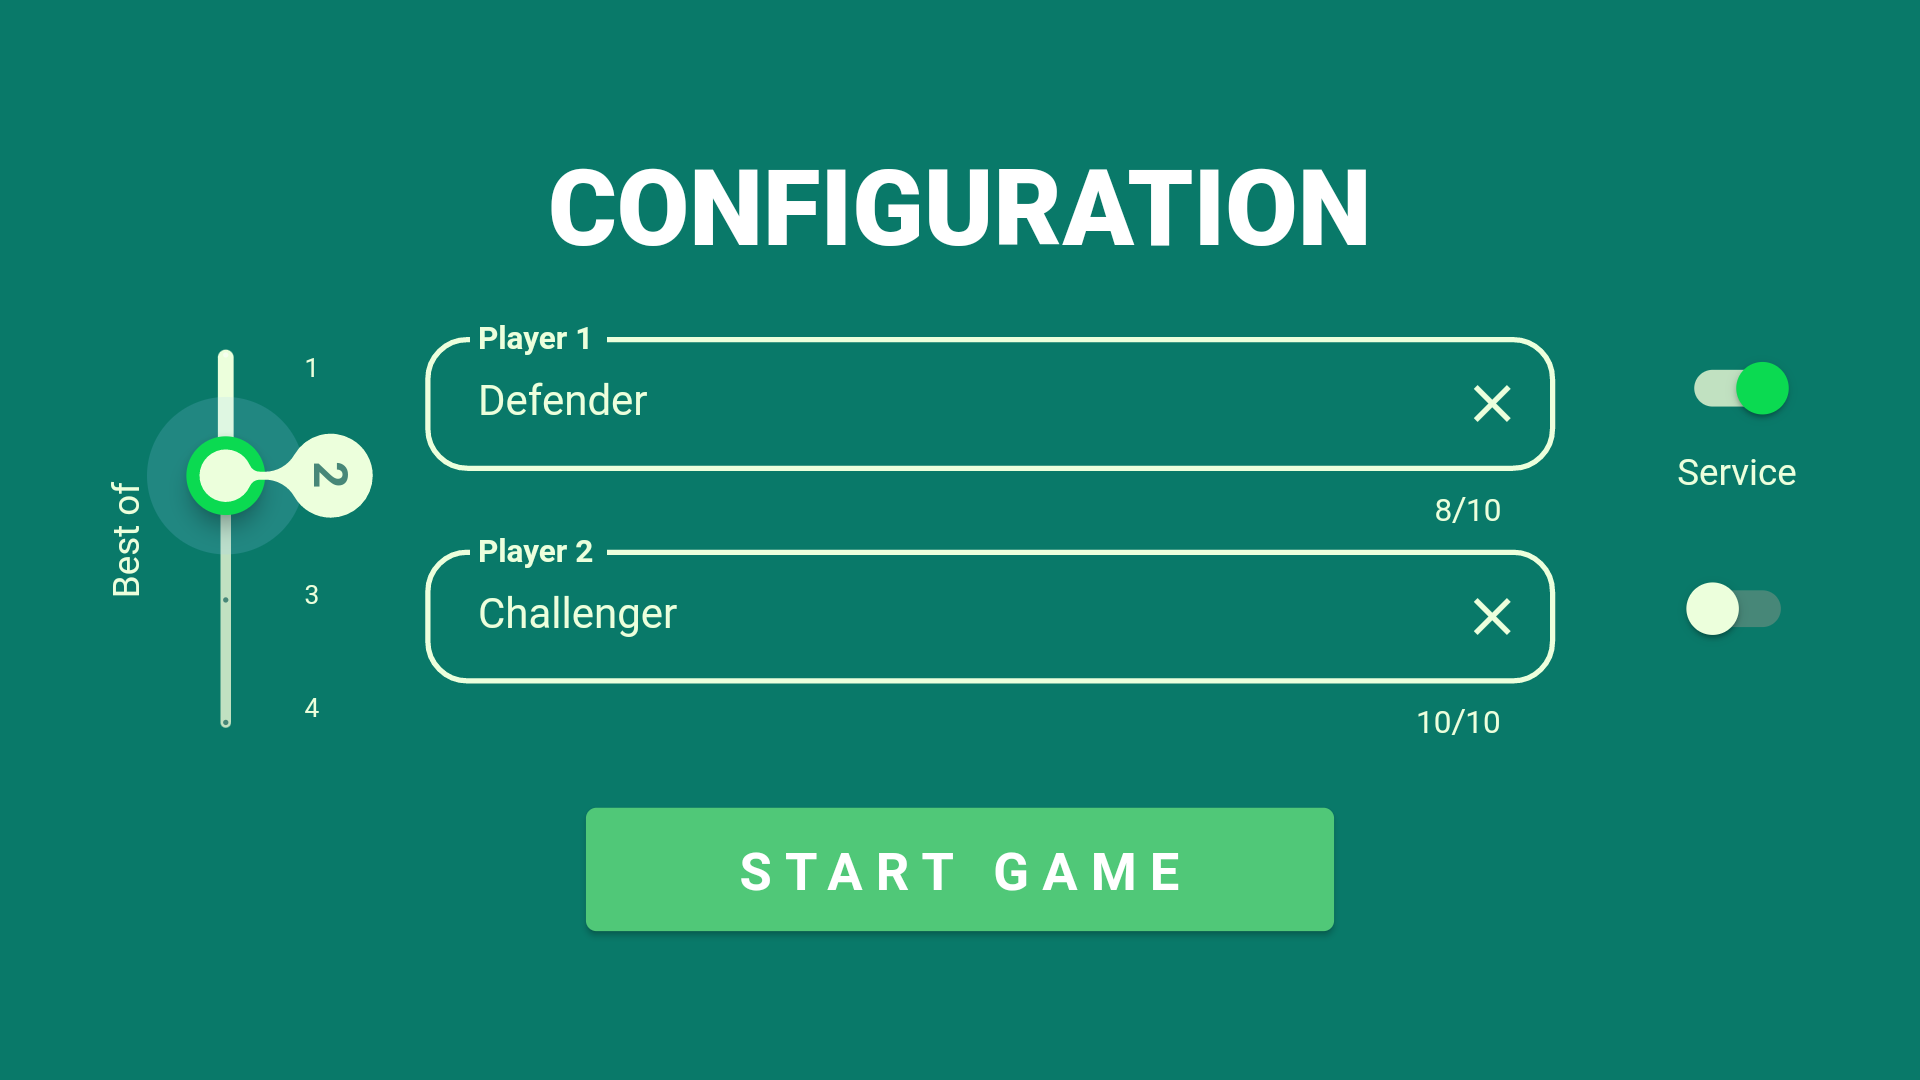 CONFIGURATION
Best of
1
2
3
4
Player 1
Defender
8/10
Player 2
Challenger
10/10
Service
START GAME